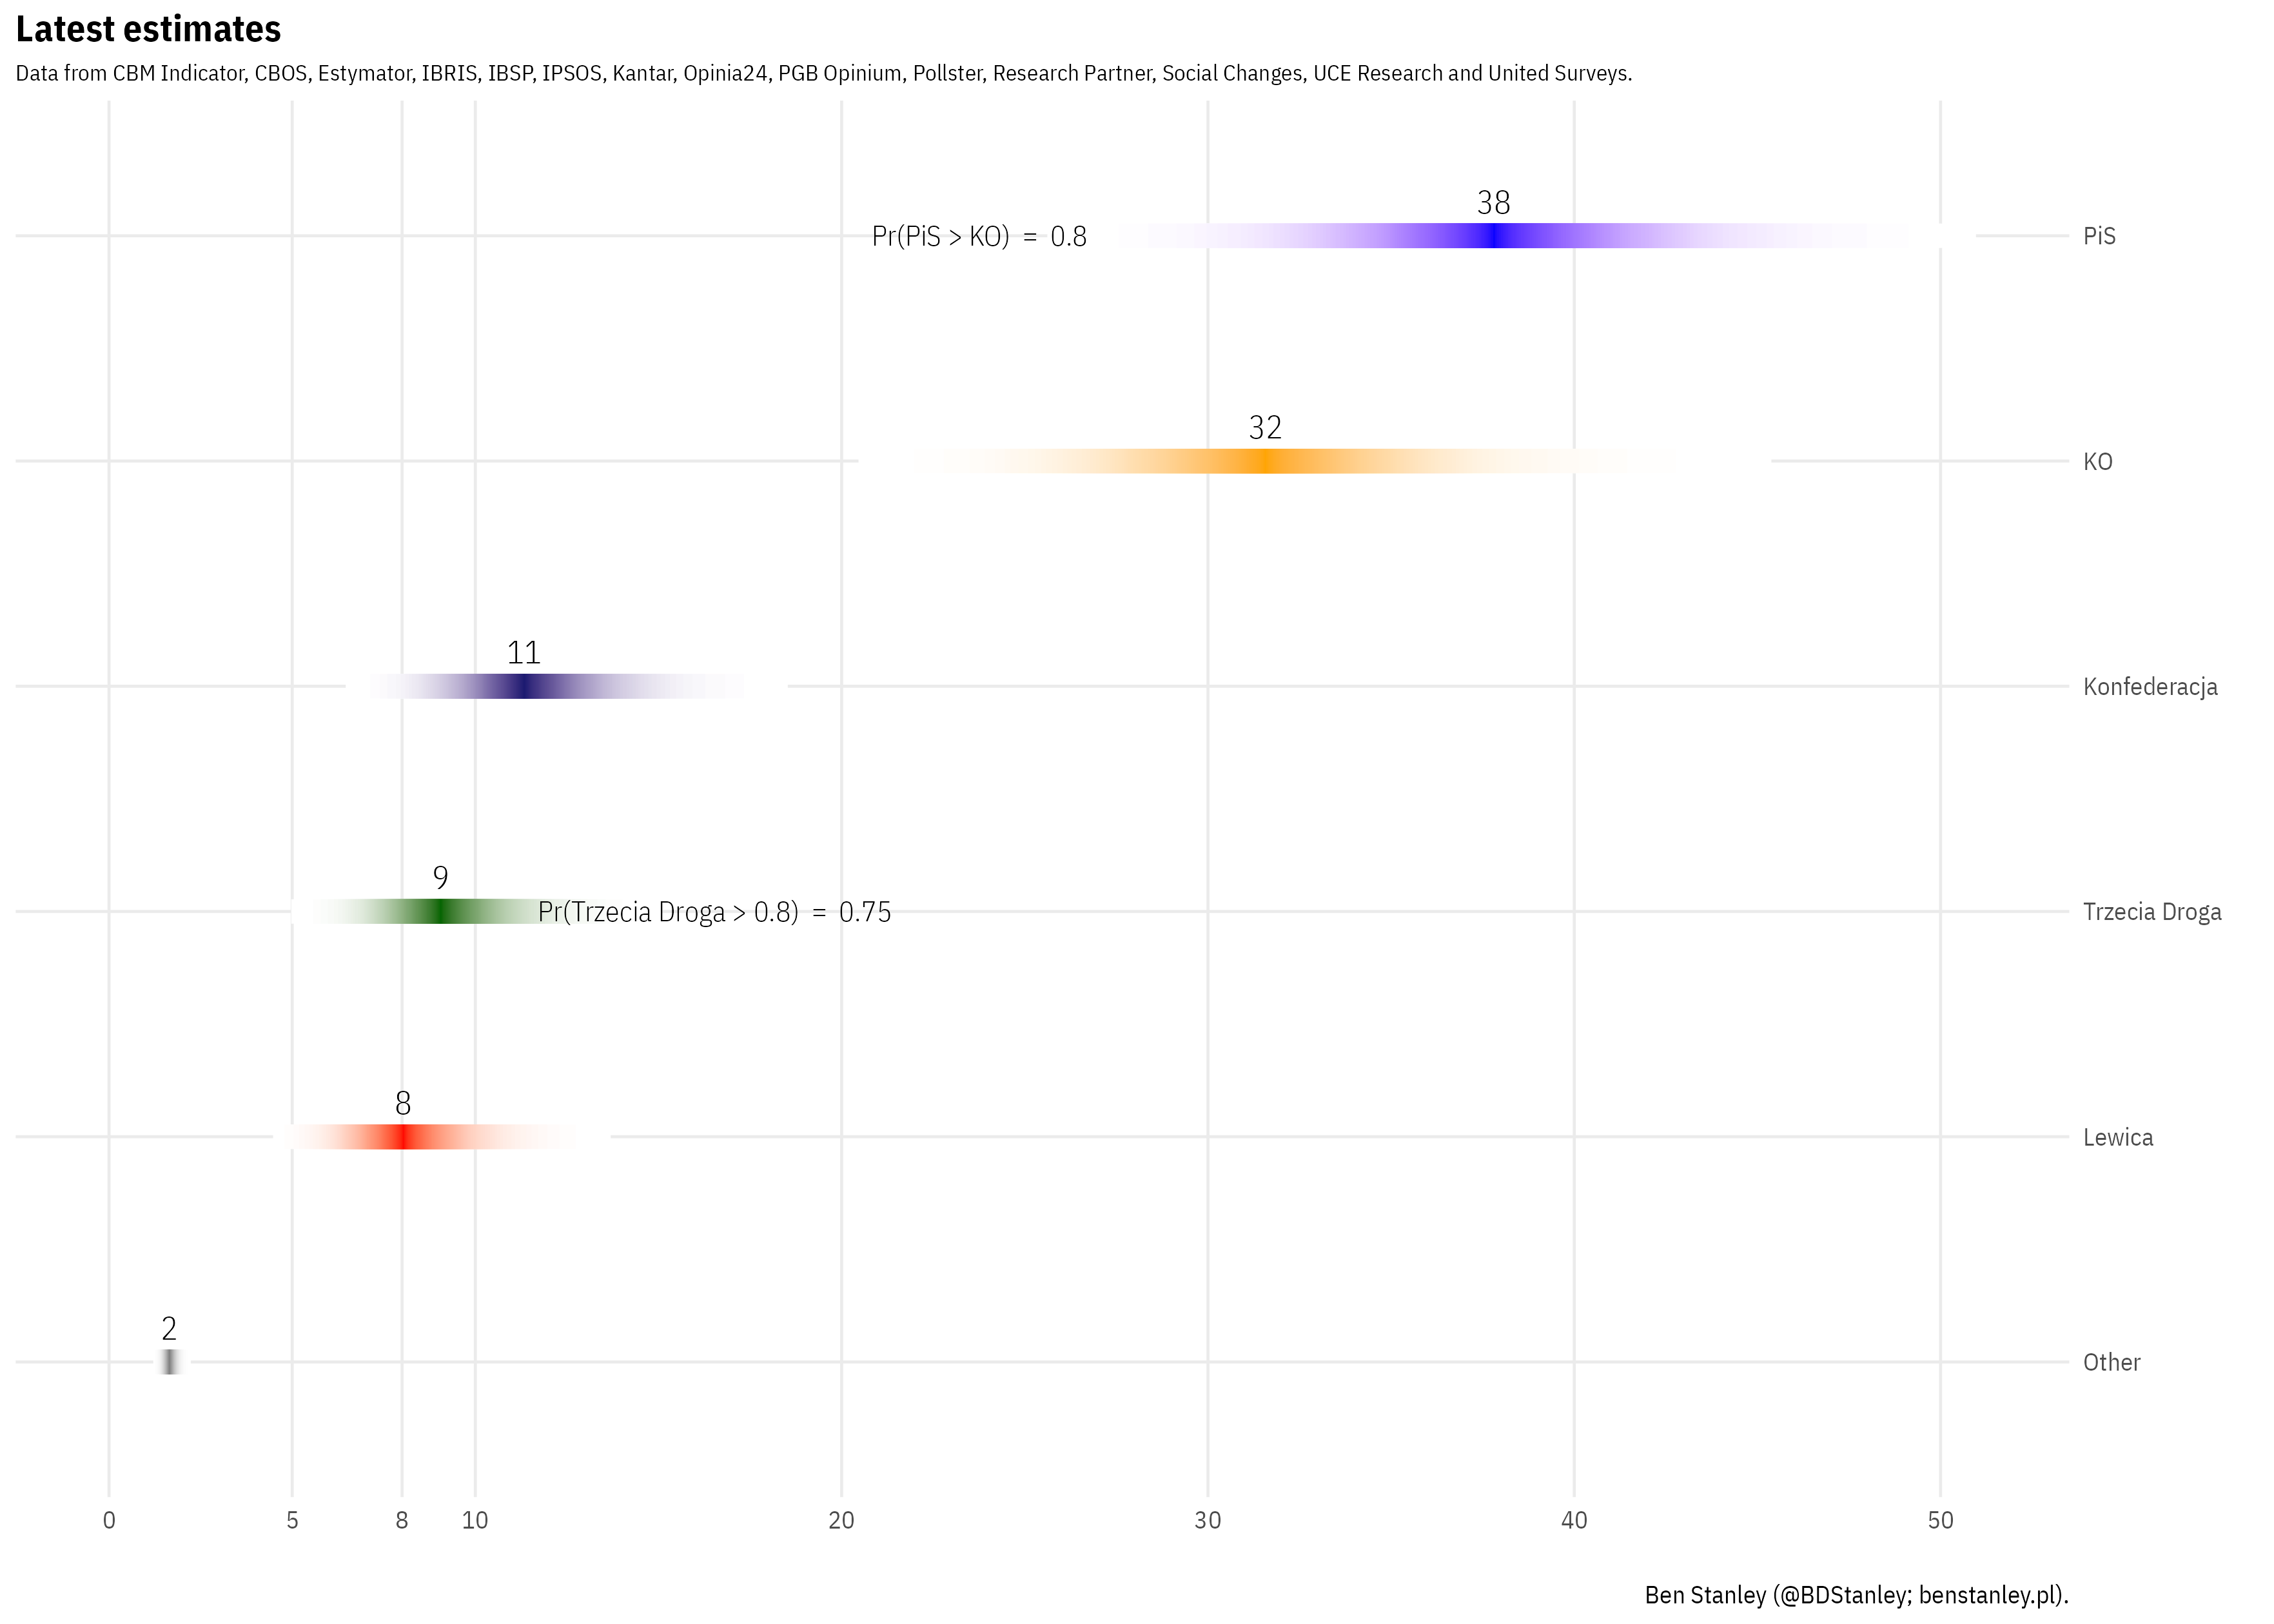 Latest estimates
Data from CBM Indicator, CBOS, Estymator, IBRIS, IBSP, IPSOS, Kantar, Opinia24, PGB Opinium, Pollster, Research Partner, Social Changes, UCE Research and United Surveys.
38
Pr(PiS > KO) = 0.8
PiS
32
KO
11
Konfederacja
9
Pr(Trzecia Droga > 0.8) = 0.75
Trzecia Droga
8
Lewica
2
Other
0 5 8 10 20 30 40 50
Ben Stanley (@BDStanley; benstanley.pl).